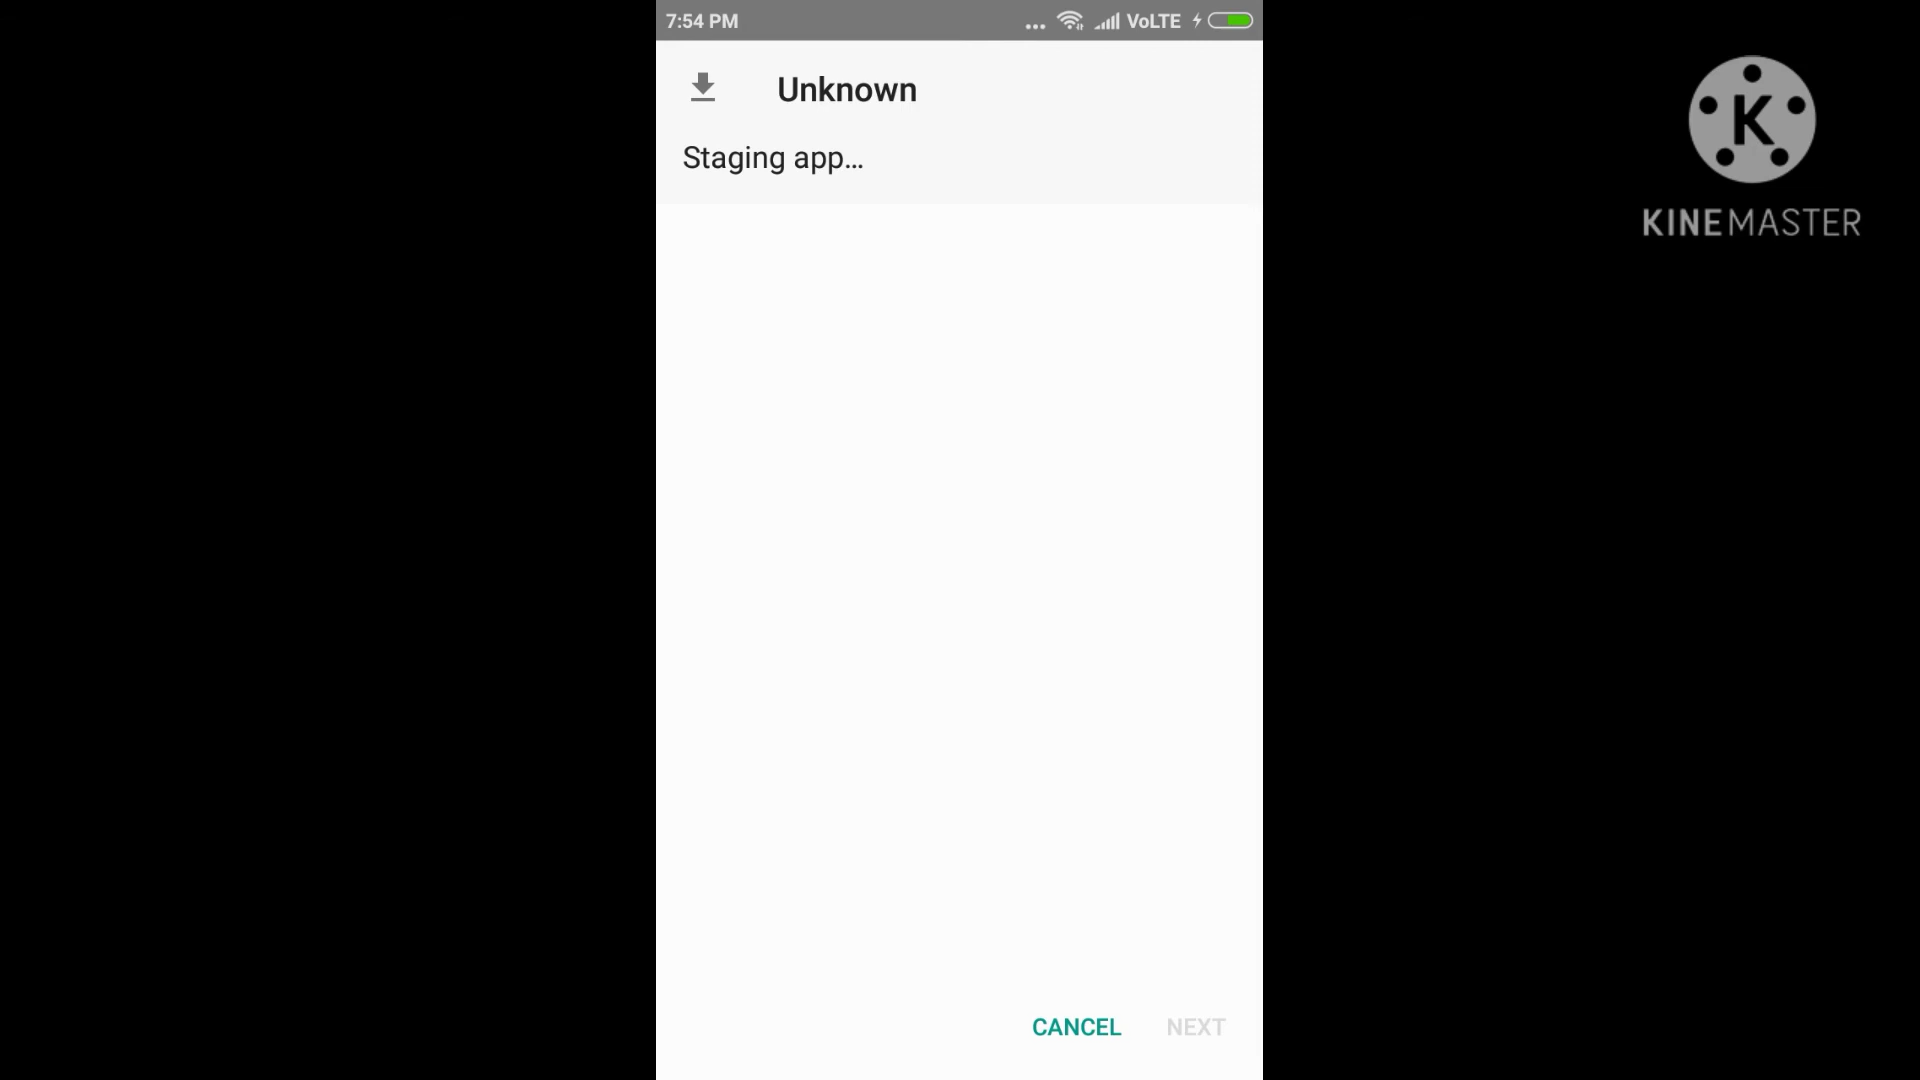 7:54 PM ... VoLTE
Unknown
Staging app...
CANCEL NEXT
K
KINEMASTER